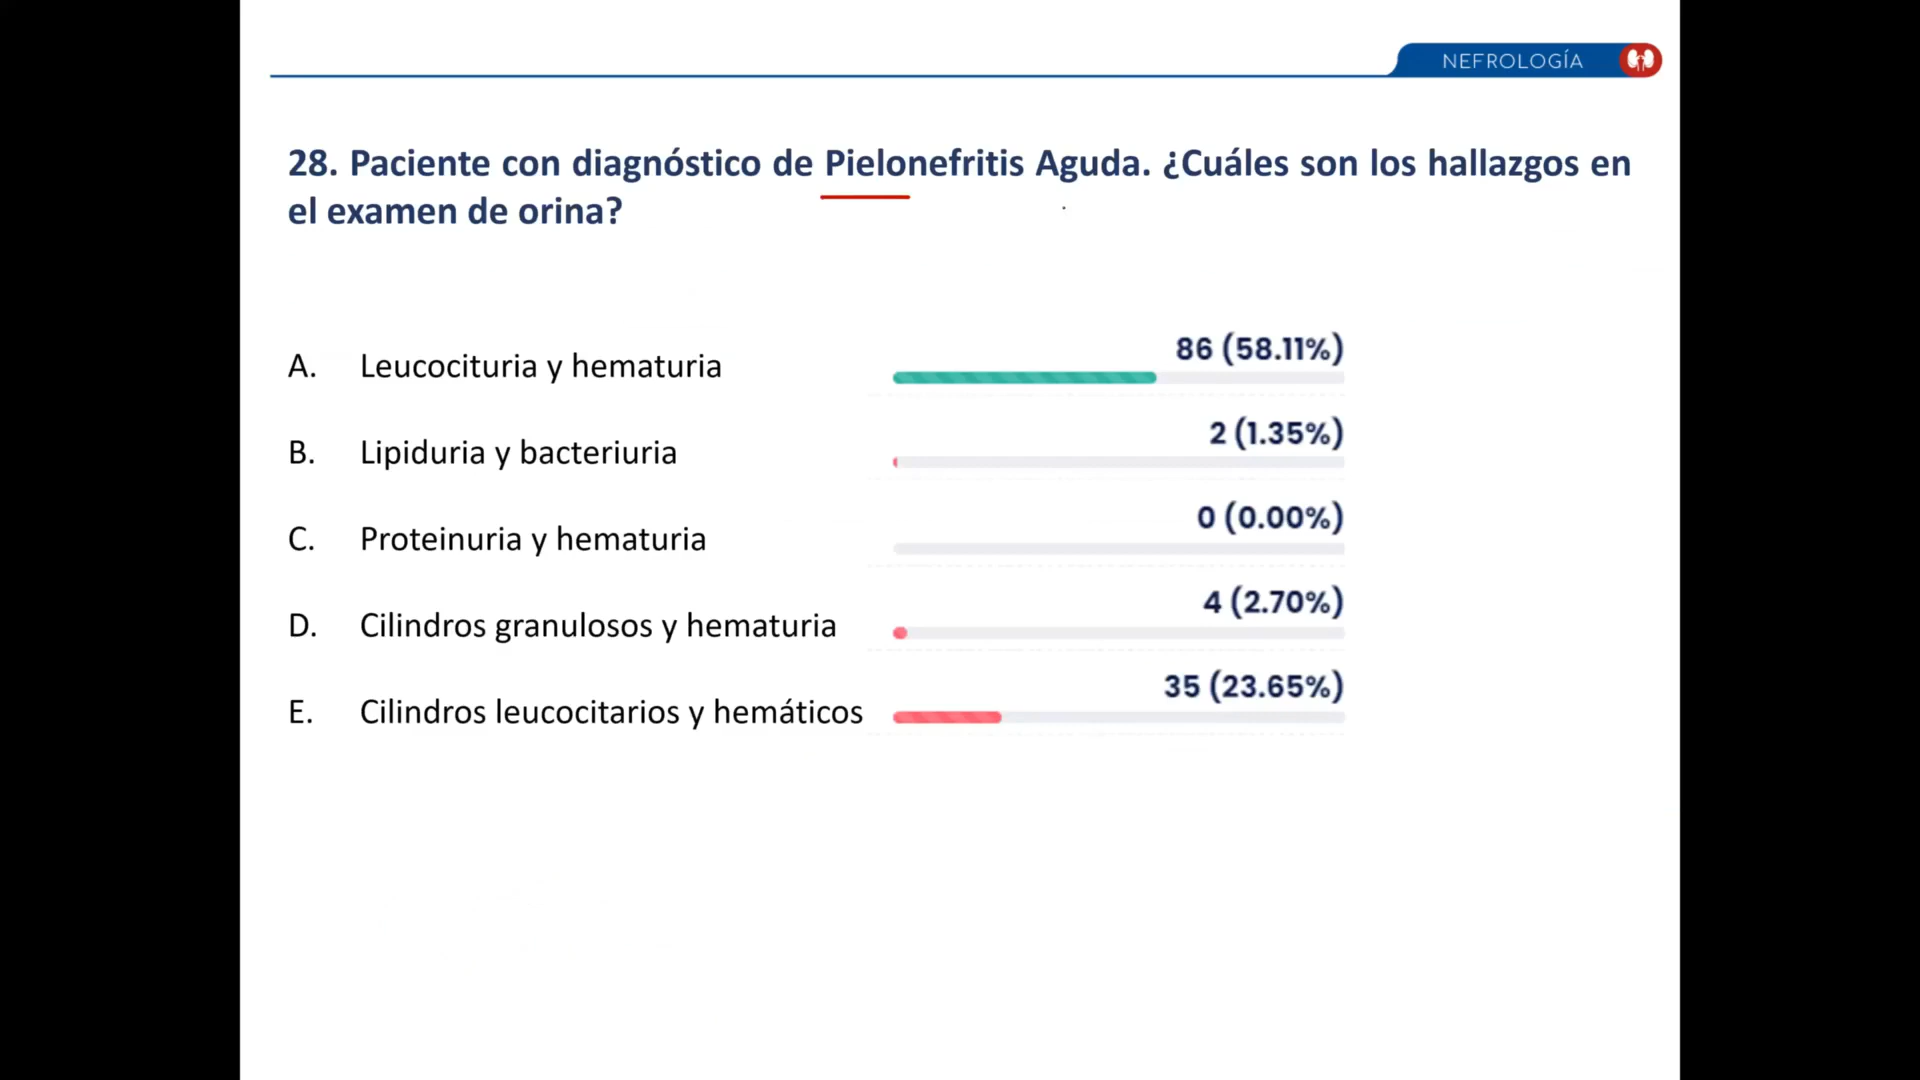 NEFROLOGÍA
28. Paciente con diagnóstico de Pielonefritis Aguda. ¿Cuáles son los hallazgos en
el examen de orina?
A. Leucocituria y hematuria 86 (58.11%)
B. Lipiduria y bacteriuria 2 (1.35%)
C. Proteinuria y hematuria 0 (0.00%)
D. Cilindros granulosos y hematuria 4 (2.70%)
E. Cilindros leucocitarios y hemáticos 35 (23.65%)